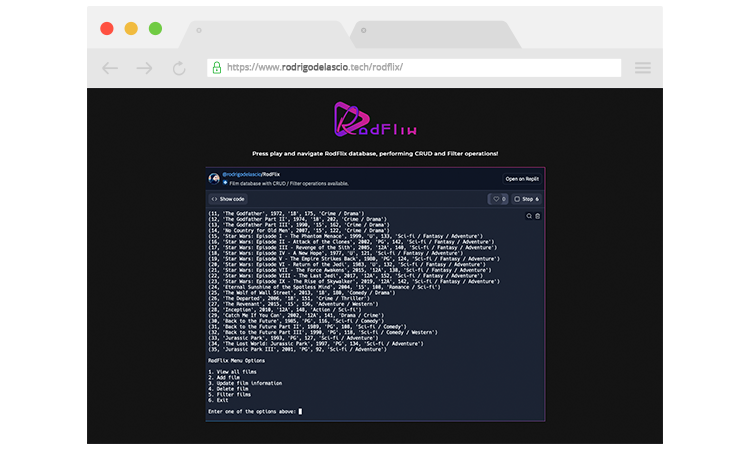 https://www.rodrigodelascio.tech/rodflix/
RodFlix
Press play and navigate RodFlix database, performing CRUD and Filter operations!
@rodrigodelascio/RodFlix
Film database with CRUD / Filter operations available.
Open on Replit
Show code
0
Stop 6
(11, 'The Godfather', 1972, '18', 175, 'Crime / Drama')
(12, 'The Godfather Part II', 1974, '18', 202, 'Crime / Drama')
(13, 'The Godfather Part III', 1990, '15', 162, 'Crime / Drama')
(14, 'No Country for Old Men', 2007, '15', 122, 'Crime / Drama')
(15, 'Star Wars: Episode I - The Phantom Menace', 1999, 'U', 133, 'Sci-fi / Fantasy / Adventure')
(16, 'Star Wars: Episode II - Attack of the Clones', 2002, 'PG', 142, 'Sci-fi / Fantasy / Adventure')
(17, 'Star Wars: Episode III - Revenge of the Sith', 2005, '12A', 140, 'Sci-fi / Fantasy / Adventure')
(18, 'Star Wars: Episode IV - A New Hope', 1977, 'U', 121, 'Sci-fi / Fantasy / Adventure')
(19, 'Star Wars: Episode V - The Empire Strikes Back', 1980, 'PG', 124, 'Sci-fi / Fantasy / Adventure')
(20, 'Star Wars: Episode VI - Return of the Jedi', 1983, 'U', 132, 'Sci-fi / Fantasy / Adventure')
(21, 'Star Wars: Episode VII - The Force Awakens', 2015, '12A', 138, 'Sci-fi / Fantasy / Adventure')
(22, 'Star Wars: Episode VIII - The Last Jedi', 2017, '12A', 152, 'Sci-fi / Fantasy / Adventure')
(23, 'Star Wars: Episode IX - The Rise of Skywalker', 2019, '12A', 142, 'Sci-fi / Fantasy / Adventure')
(24, 'Eternal Sunshine of the Spotless Mind', 2004, '15', 108, 'Romance / Sci-fi')
(25, 'The Wolf of Wall Street', 2013, '18', 180, 'Comedy / Drama')
(26, 'The Departed', 2006, '18', 151, 'Crime / Thriller')
(27, 'The Revenant', 2015, '15', 156, 'Adventure / Western')
(28, 'Inception', 2010, '12A', 148, 'Action / Sci-fi')
(29, 'Catch Me If You Can', 2002, '12A', 141, 'Drama / Crime')
(30, 'Back to the Future', 1985, 'PG', 116, 'Sci-fi / Comedy')
(31, 'Back to the Future Part II', 1989, 'PG', 108, 'Sci-fi / Comedy')
(32, 'Back to the Future Part III', 1990, 'PG', 118, 'Sci-fi / Comedy / Western')
(33, 'Jurassic Park', 1993, 'PG', 127, 'Sci-fi / Adventure')
(34, 'The Lost World: Jurassic Park', 1997, 'PG', 134, 'Sci-fi / Adventure')
(35, 'Jurassic Park III', 2001, 'PG', 92, 'Sci-fi / Adventure')
RodFlix Menu Options
1. View all films
2. Add film
3. Update film information
4. Delete film
5. Filter films
6. Exit
Enter one of the options above: